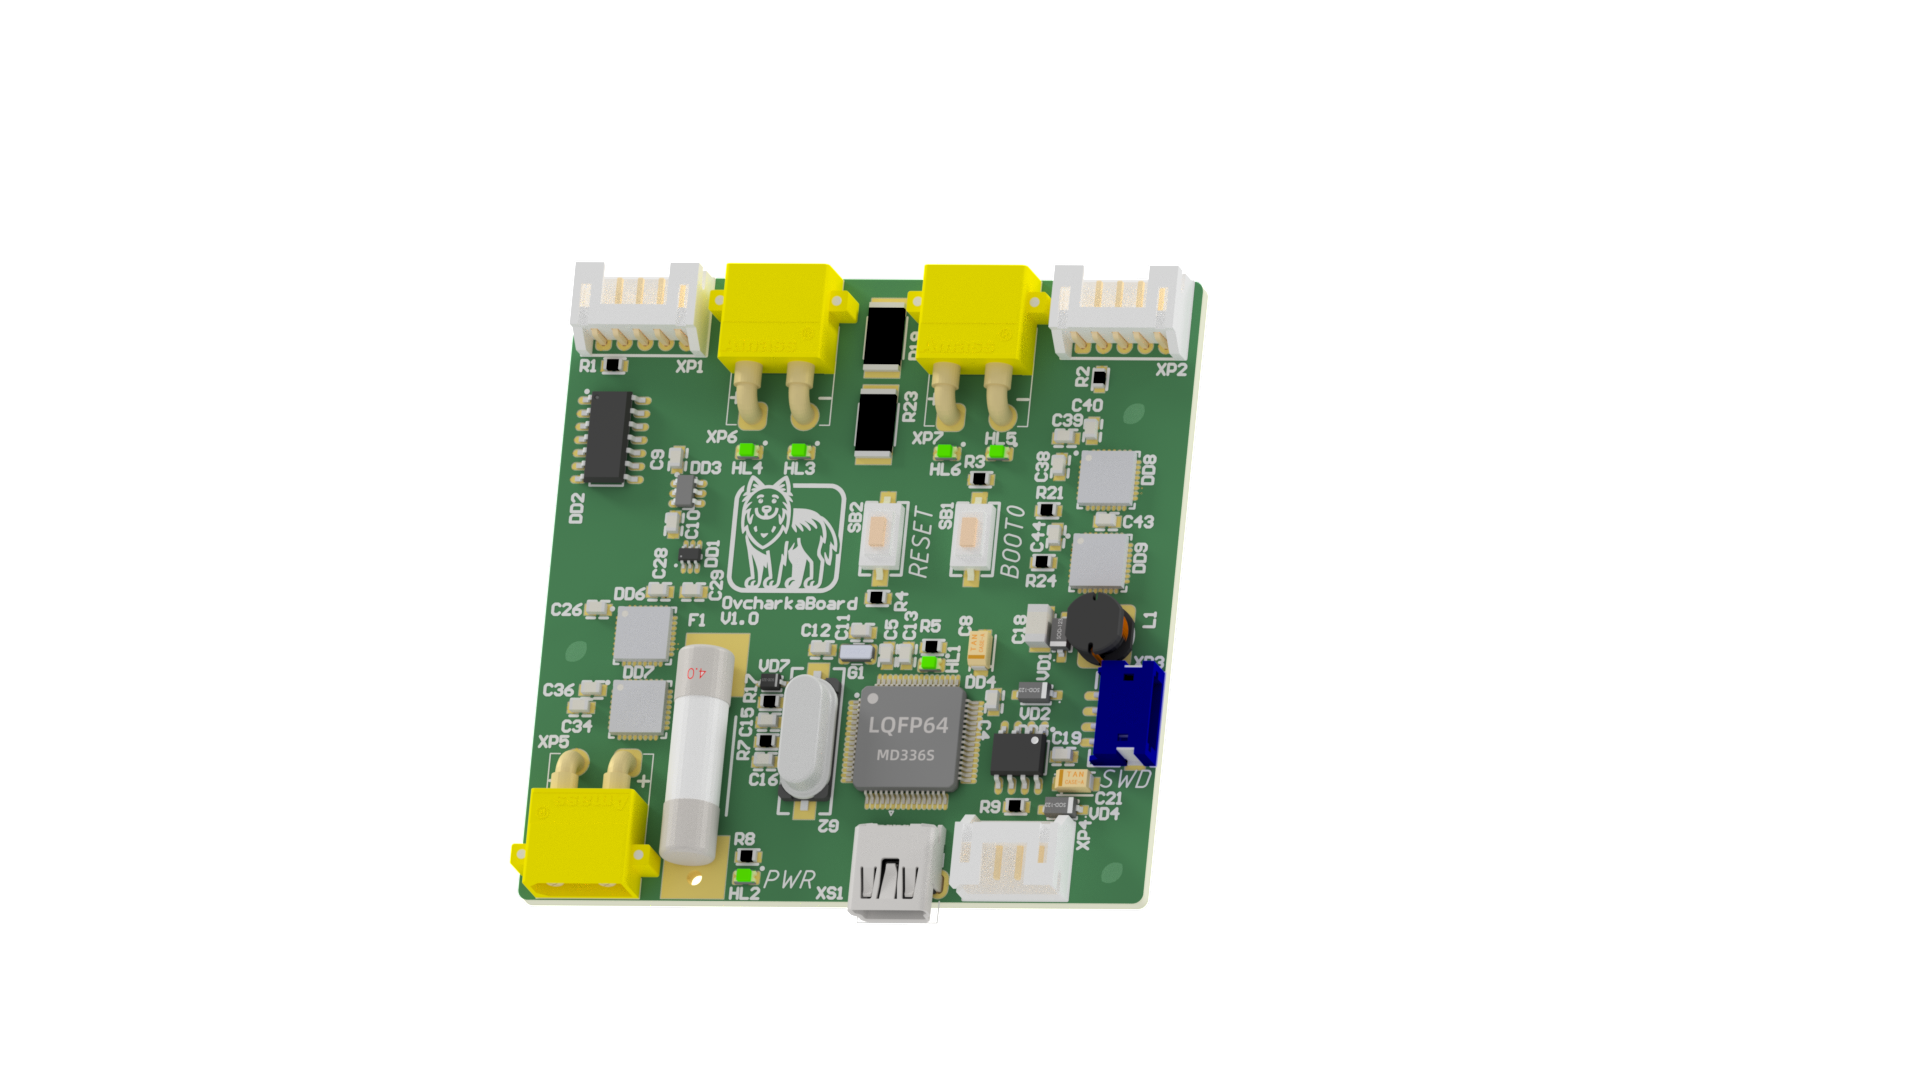 R1
XP1
R19
R2
XP2
R23
C40
C39
XP6
XP7
HL5
HL4
HL3
HL6
R3
C9
DD3
C38
DD8
DD2
C10
SB2
RESET
SB1
BOOT0
R21
C44
C43
DD1
DD9
C28
C29
R24
DD6
C26
OvcharkaBoard
V1.0
R4
F1
C12
C11
C5
C13
R5
C8
C18
L1
HL1
VD1
XP3
DD7
4.0
VD7
G1
TAN
DD4
C36
C34
R17
C15
LQFP64
MD336S
C4
VD2
XP5
R7
C16
C19
SWD
+
TAN
C21
R9
VD4
G2
XP4
R8
HL2
PWR
XS1